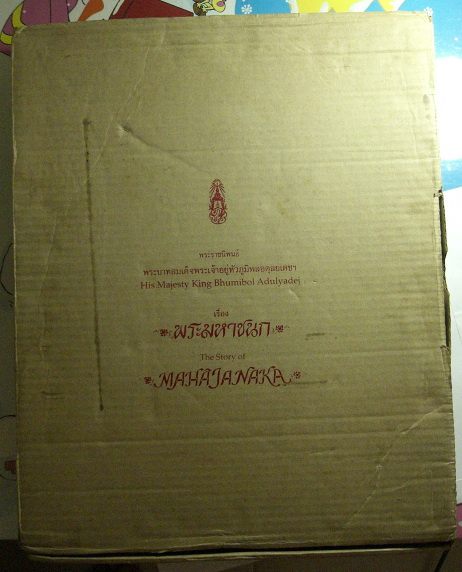 พระราชนิพนธ์
พระบาทสมเด็จพระเจ้าอยู่หัวภูมิพลอดุลยเดชฯ
His Majesty King Bhumibol Adulyadej
เรื่อง
พระมหาชนก
The Story of
MAHAJANAKA